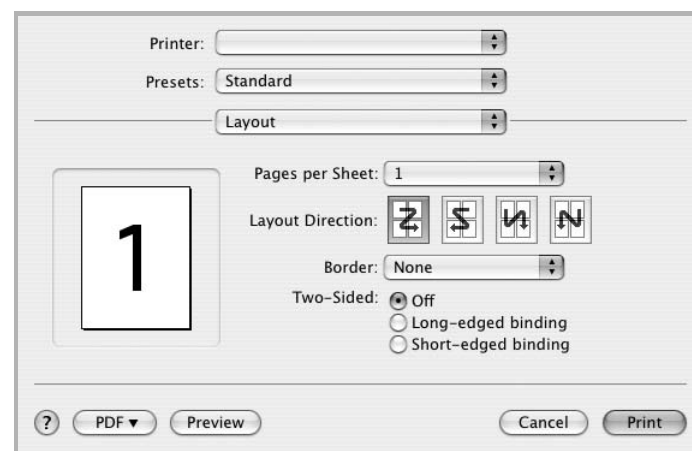 Printer:
Presets: Standard
Layout
Pages per Sheet: 1
1
Layout Direction:
Border: None
Two-Sided: Off
Long-edged binding
Short-edged binding
? PDF▼ Preview Cancel Print